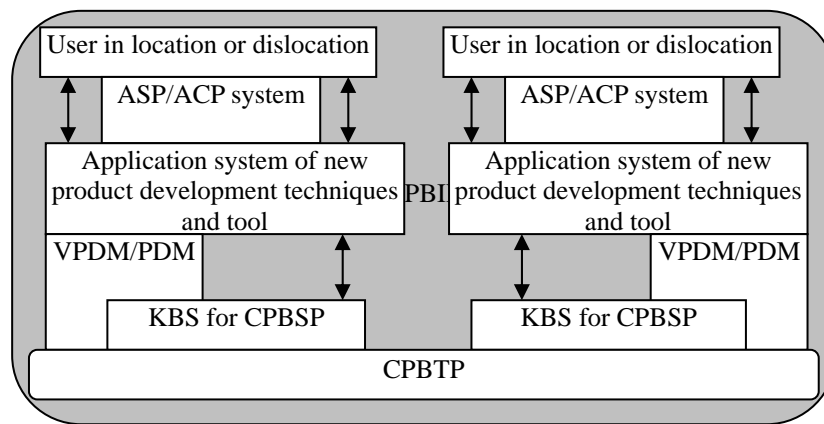 User in location or dislocation
ASP/ACP system
Application system of new
product development techniques
and tool
VPDM/PDM
KBS for CPBSP
User in location or dislocation
ASP/ACP system
Application system of new
product development techniques
and tool
VPDM/PDM
KBS for CPBSP
CPBTP